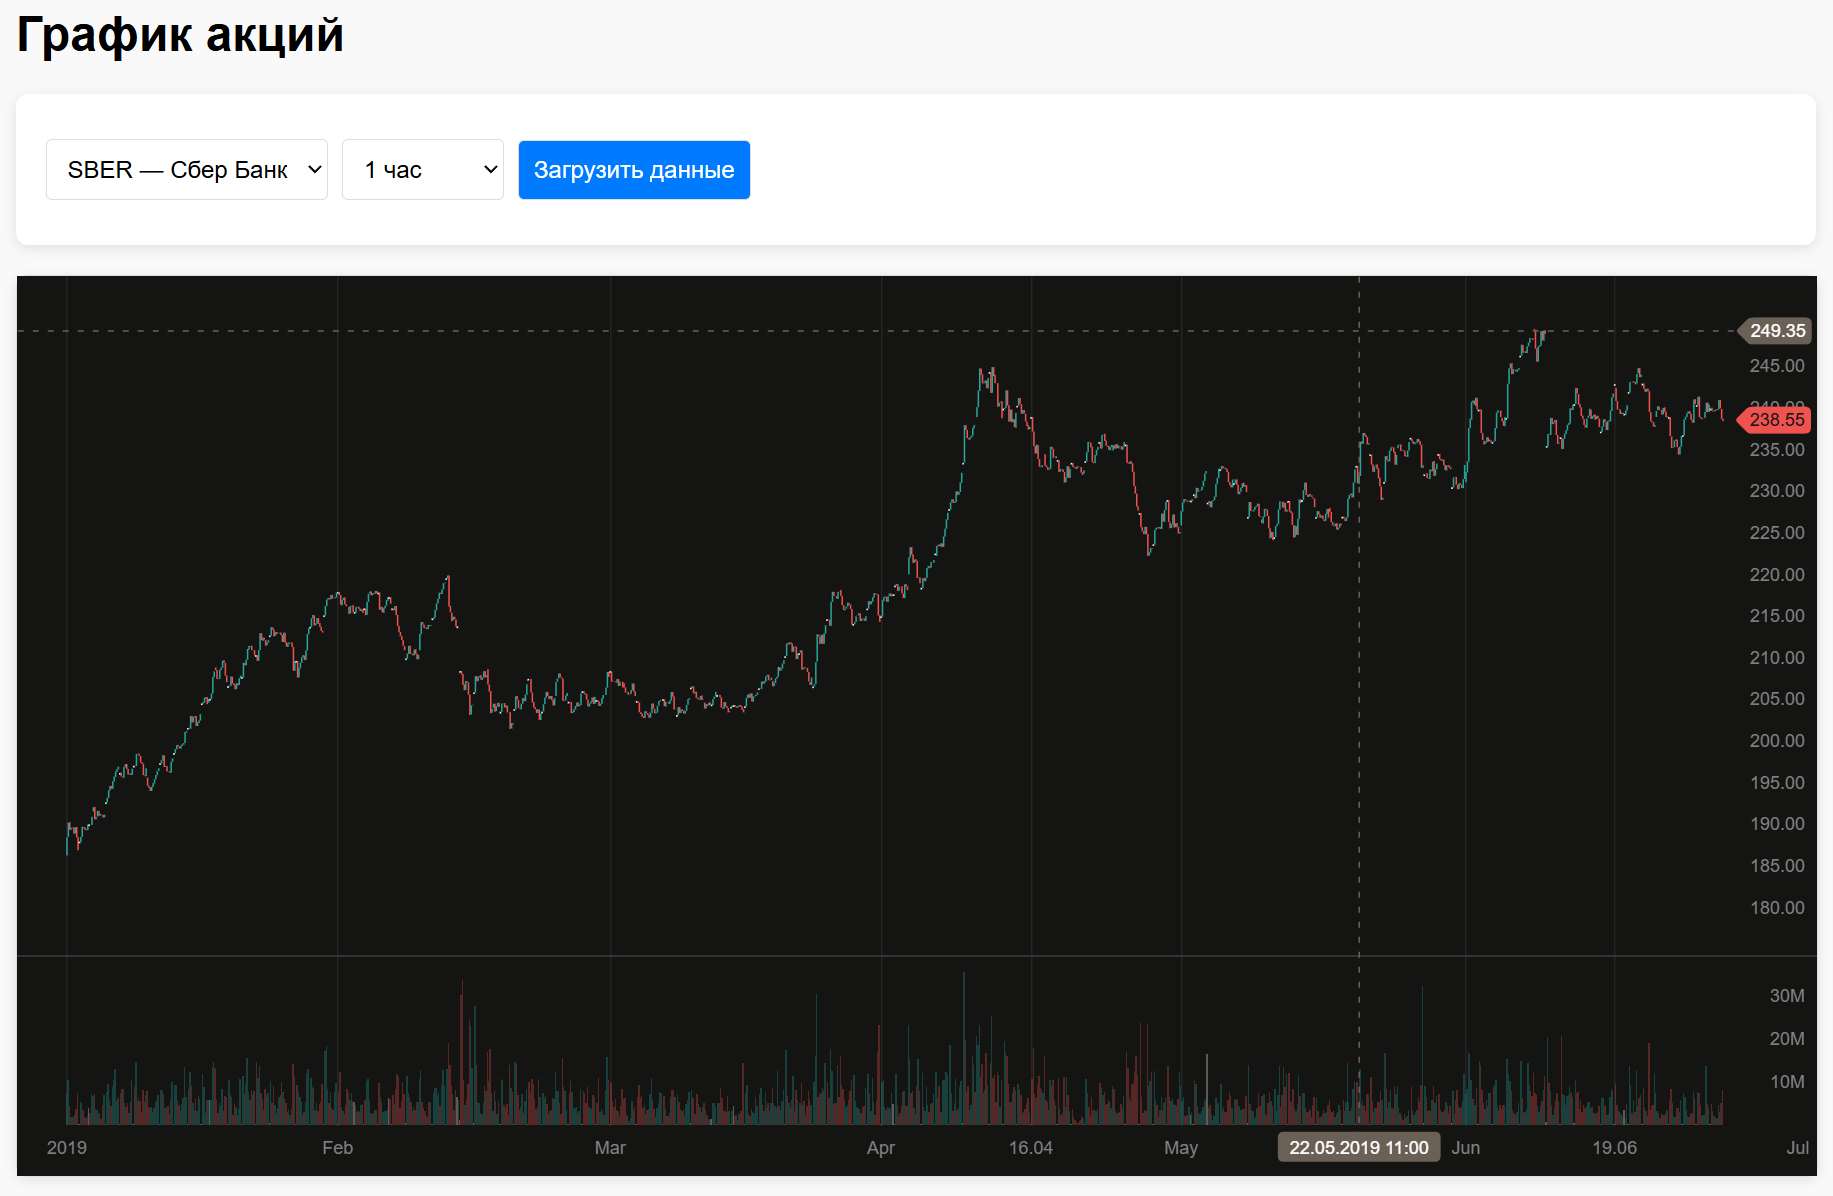 График акций
SBER — Сбер Банк
1 час
Загрузить данные
249.35
245.00
240.00
238.55
235.00
230.00
225.00
220.00
215.00
210.00
205.00
200.00
195.00
190.00
185.00
180.00
30M
20M
10M
2019 Feb Mar Apr 16.04 May 22.05.2019 11:00 Jun 19.06 Jul